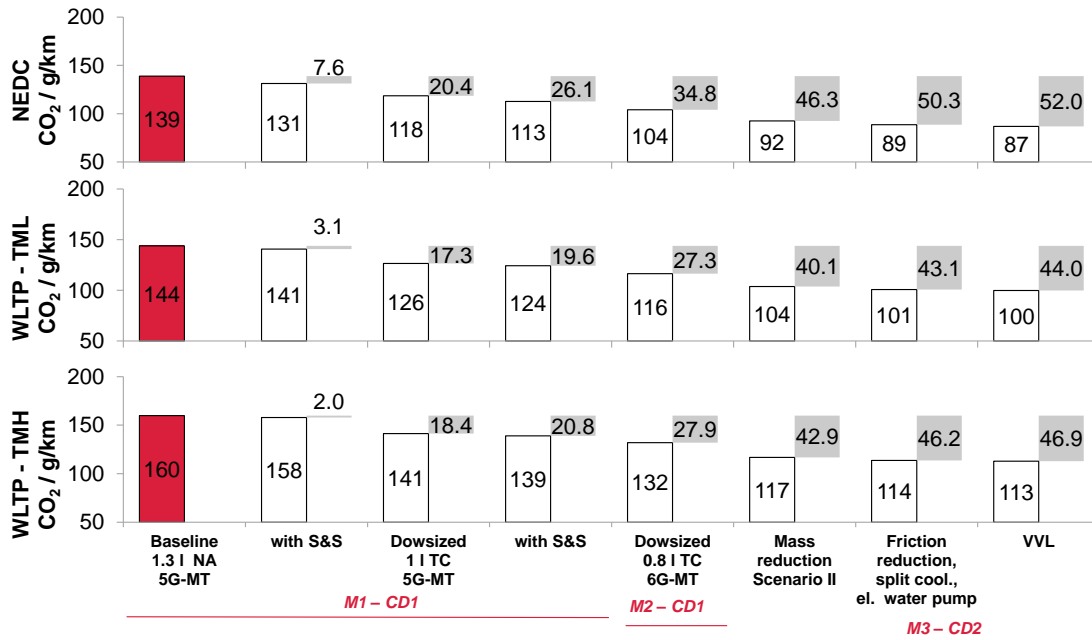 200
150
100
50
NEDC
CO2 / g/km
139
131
7.6
118
20.4
113
26.1
104
34.8
92
46.3
89
50.3
87
52.0
200
150
100
50
WLTP - TML
CO2 / g/km
144
141
3.1
126
17.3
124
19.6
116
27.3
104
40.1
101
43.1
100
44.0
200
150
100
50
WLTP - TMH
CO2 / g/km
160
158
2.0
141
18.4
139
20.8
132
27.9
117
42.9
114
46.2
113
46.9
Baseline
1.3 l NA
5G-MT
with S&S
Dowsized
1 l TC
5G-MT
with S&S
Dowsized
0.8 l TC
6G-MT
Mass
reduction
Scenario II
Friction
reduction,
split cool.,
el. water pump
VVL
M1 – CD1
M2 – CD1
M3 – CD2